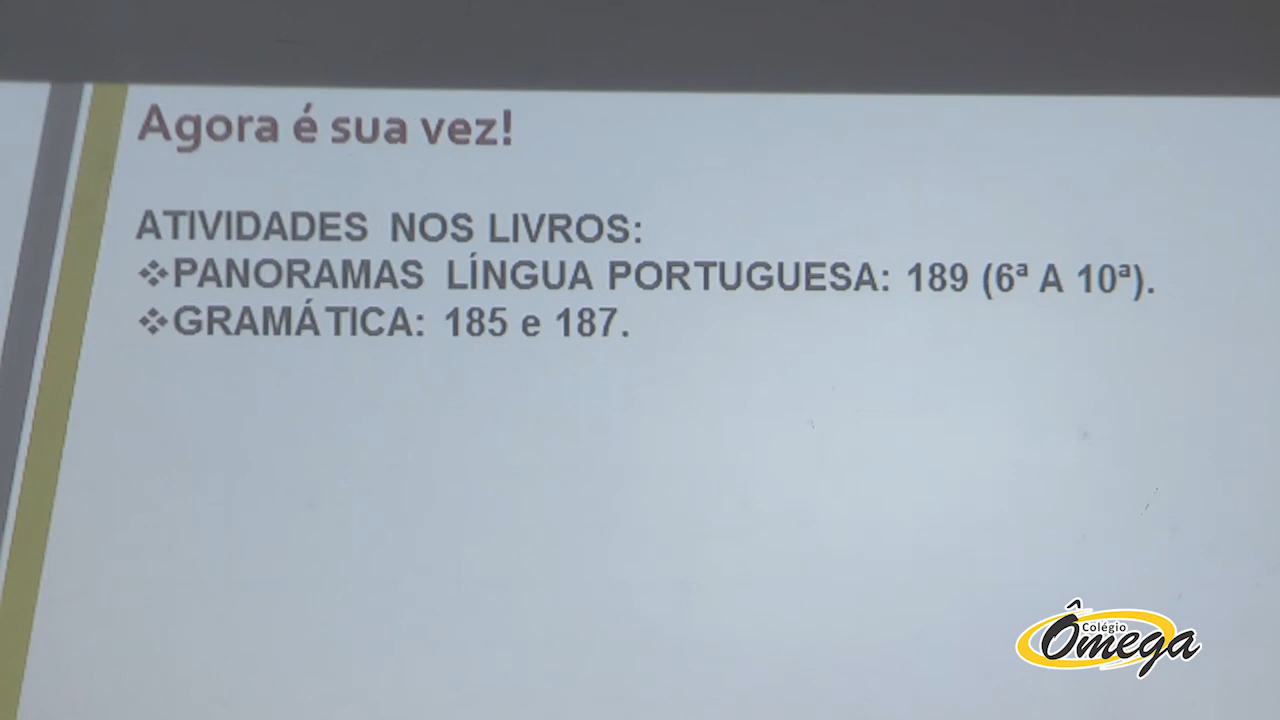 Agora é sua vez!
ATIVIDADES NOS LIVROS:
❖PANORAMAS LÍNGUA PORTUGUESA: 189 (6ª A 10ª).
❖GRAMÁTICA: 185 e 187.
Colégio
Ômega